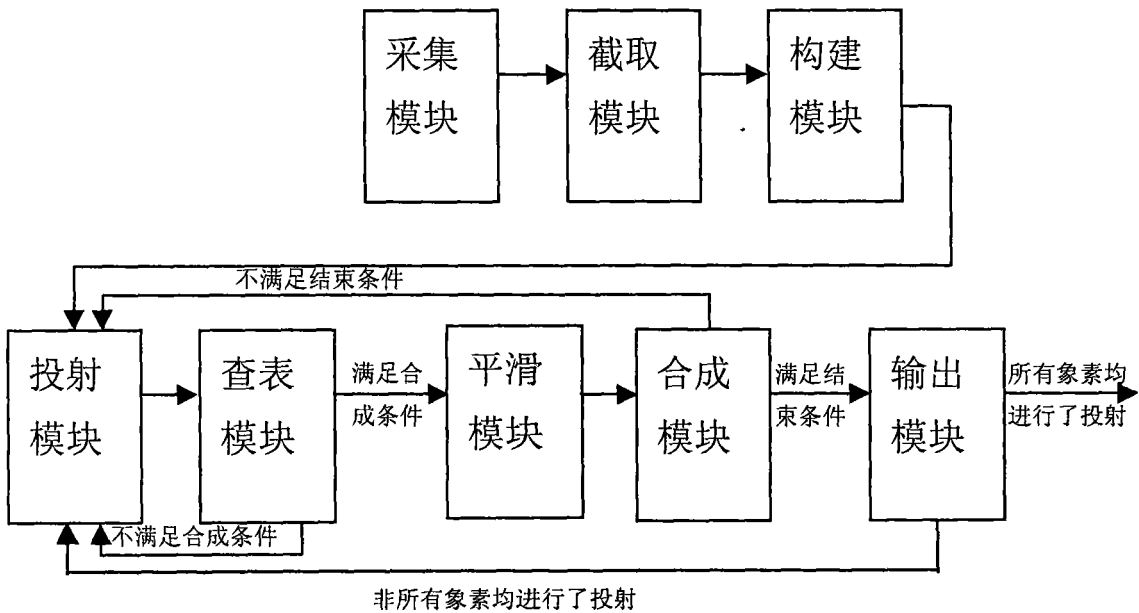 采集
模块
截取
模块
构建
模块
不满足结束条件
投射
模块
查表
模块
满足合
成条件
平滑
模块
合成
模块
满足结
束条件
输出
模块
所有象素均
进行了投射
不满足合成条件
非所有象素均进行了投射